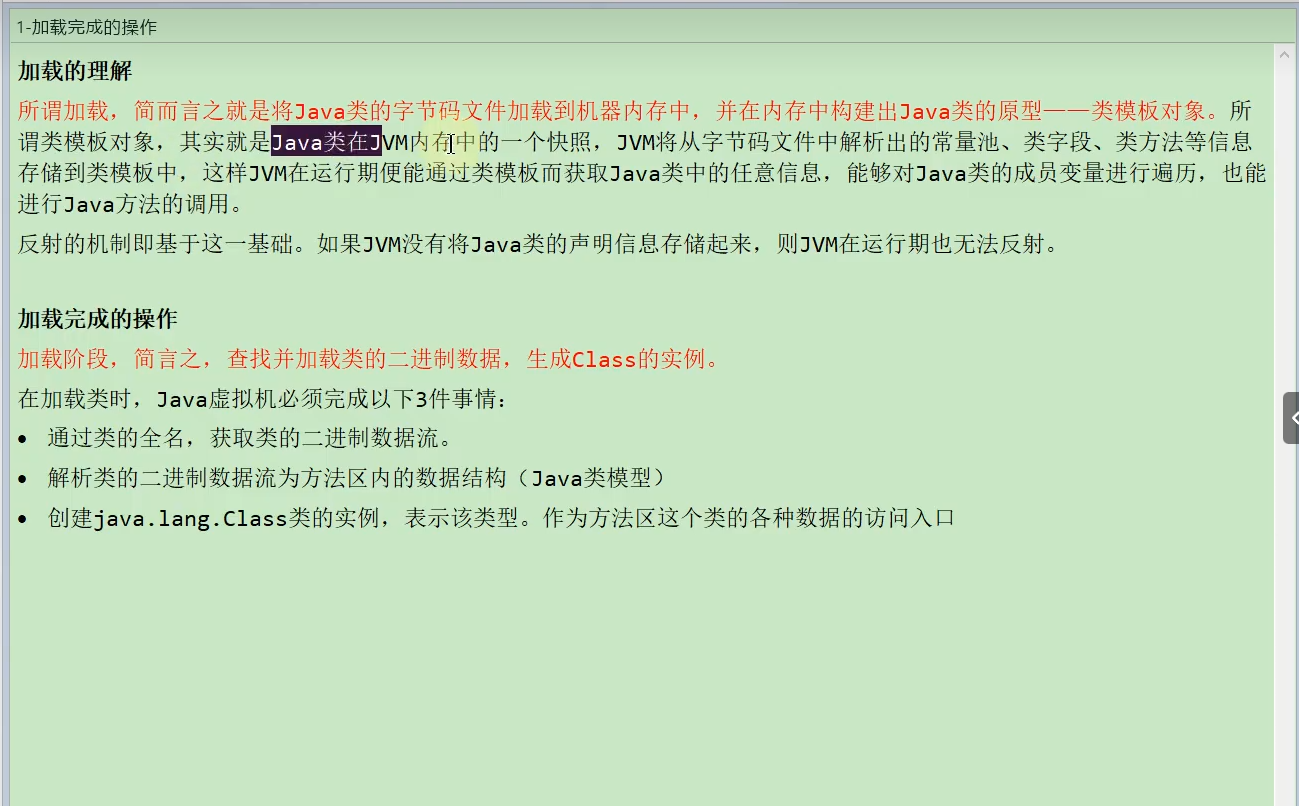 1-加载完成的操作
加载的理解
所谓加载，简而言之就是将Java类的字节码文件加载到机器内存中，并在内存中构建出Java类的原型——类模板对象。所
谓类模板对象，其实就是Java类在JVM内存中的一个快照，JVM将从字节码文件中解析出的常量池、类字段、类方法等信息
存储到类模板中，这样JVM在运行期便能通过类模板而获取Java类中的任意信息，能够对Java类的成员变量进行遍历，也能
进行Java方法的调用。
反射的机制即基于这一基础。如果JVM没有将Java类的声明信息存储起来，则JVM在运行期也无法反射。
加载完成的操作
加载阶段，简言之，查找并加载类的二进制数据，生成Class的实例。
在加载类时，Java虚拟机必须完成以下3件事情：
• 通过类的全名，获取类的二进制数据流。
• 解析类的二进制数据流为方法区内的数据结构（Java类模型）
• 创建java.lang.Class类的实例，表示该类型。作为方法区这个类的各种数据的访问入口